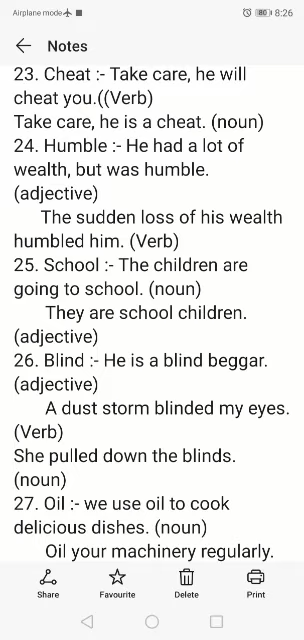 Airplane mode 80 8:26
Notes
23. Cheat :- Take care, he will
cheat you.((Verb)
Take care, he is a cheat. (noun)
24. Humble :- He had a lot of
wealth, but was humble.
(adjective)
The sudden loss of his wealth
humbled him. (Verb)
25. School :- The children are
going to school. (noun)
They are school children.
(adjective)
26. Blind :- He is a blind beggar.
(adjective)
A dust storm blinded my eyes.
(Verb)
She pulled down the blinds.
(noun)
27. Oil :- we use oil to cook
delicious dishes. (noun)
Oil your machinery regularly.
Share Favourite Delete Print